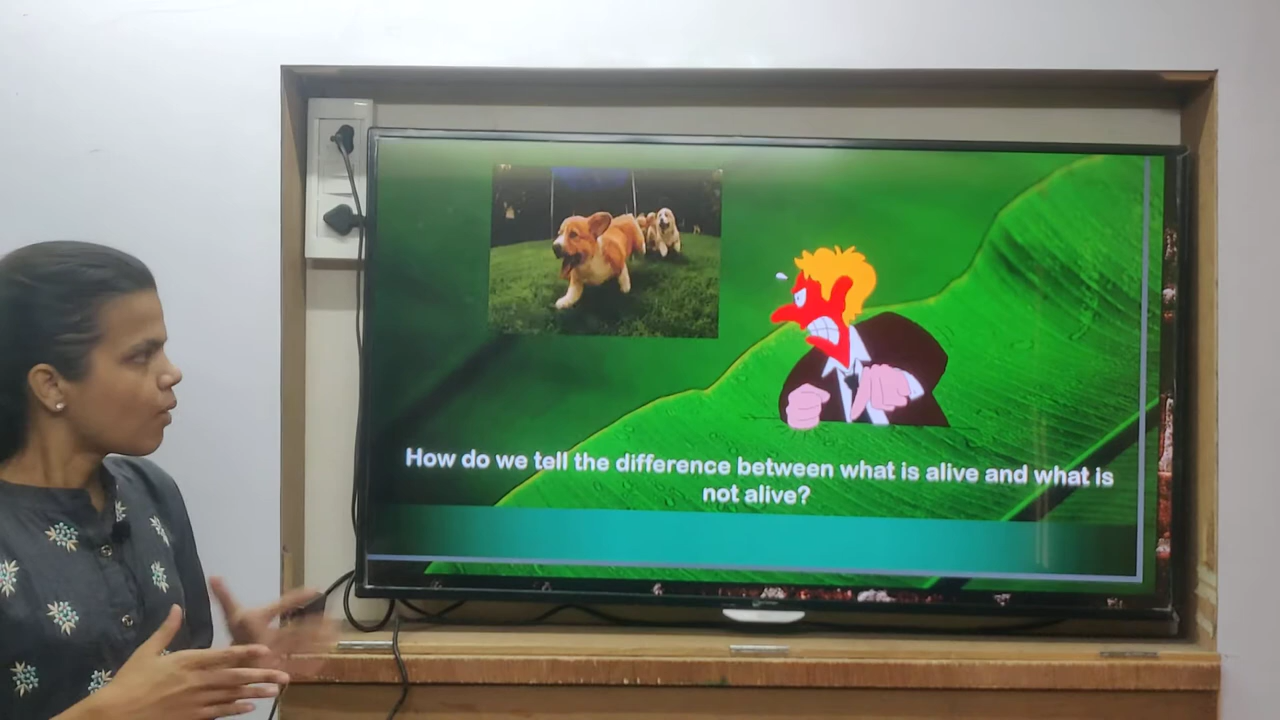 How do we tell the difference between what is alive and what is
not alive?